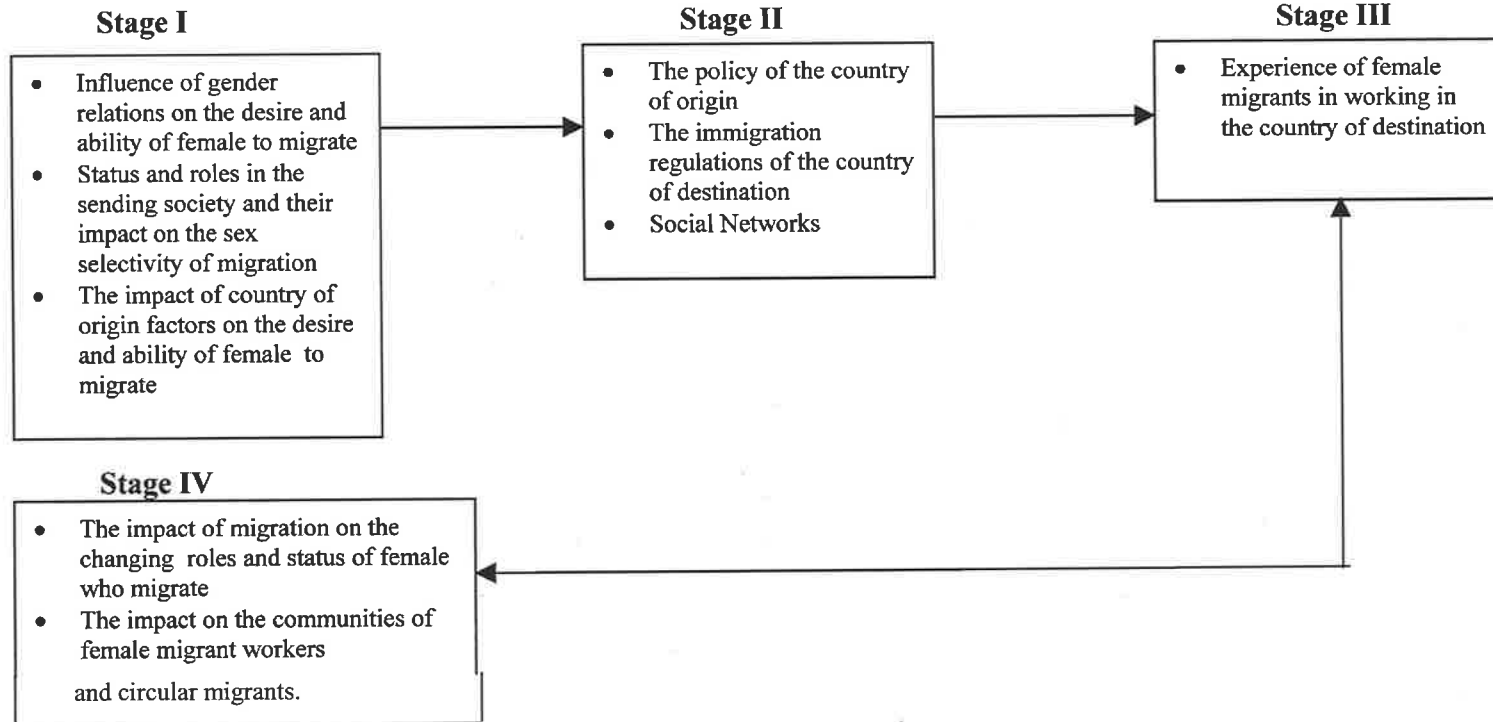 Stage I
• Influence of gender
relations on the desire and
ability of female to migrate
• Status and roles in the
sending society and their
impact on the sex
selectivity of migration
• The impact of country of
origin factors on the desire
and ability of female to
migrate
Stage II
• The policy of the country
of origin
• The immigration
regulations of the country
of destination
• Social Networks
Stage III
• Experience of female
migrants in working in
the country of destination
Stage IV
• The impact of migration on the
changing roles and status of female
who migrate
• The impact on the communities of
female migrant workers
and circular migrants.